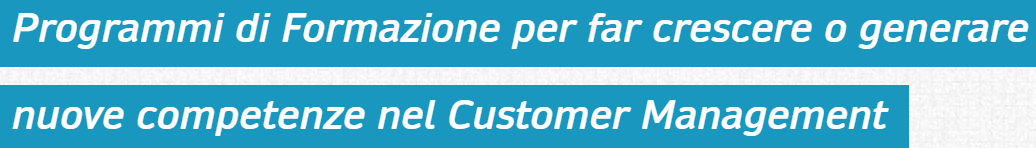 Programmi di Formazione per far crescere o generare
nuove competenze nel Customer Management